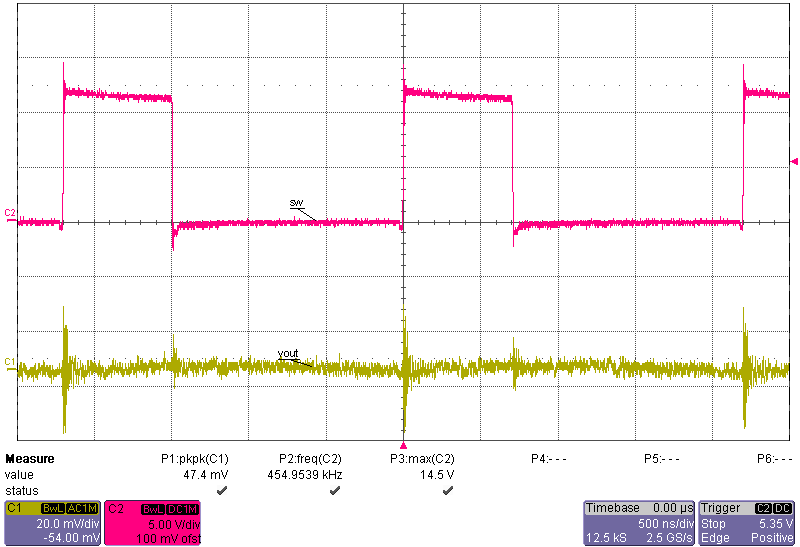 C2
sw
C1
vout
Measure P1:pkpk(C1) P2:freq(C2) P3:max(C2) P4:- - - P5:- - - P6:- - -
value 47.4 mV 454.9539 kHz 14.5 V
status
C1 BwL AC1M
20.0 mV/div
-54.00 mV
C2 BwL DC1M
5.00 V/div
100 mV ofst
Timebase 0.00 µs
500 ns/div
12.5 kS 2.5 GS/s
Trigger C2 DC
Stop 5.35 V
Edge Positive